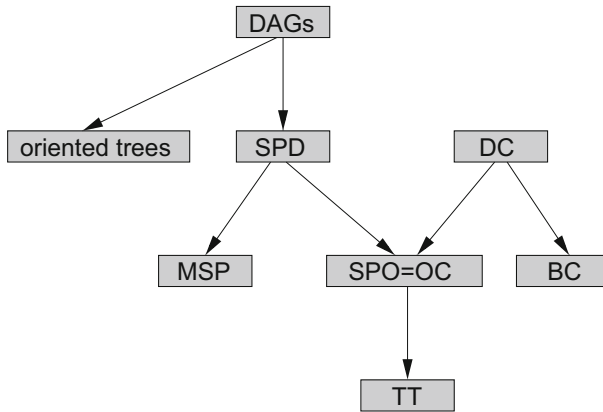 DAGs
oriented trees
SPD
DC
MSP
SPO=OC
BC
TT